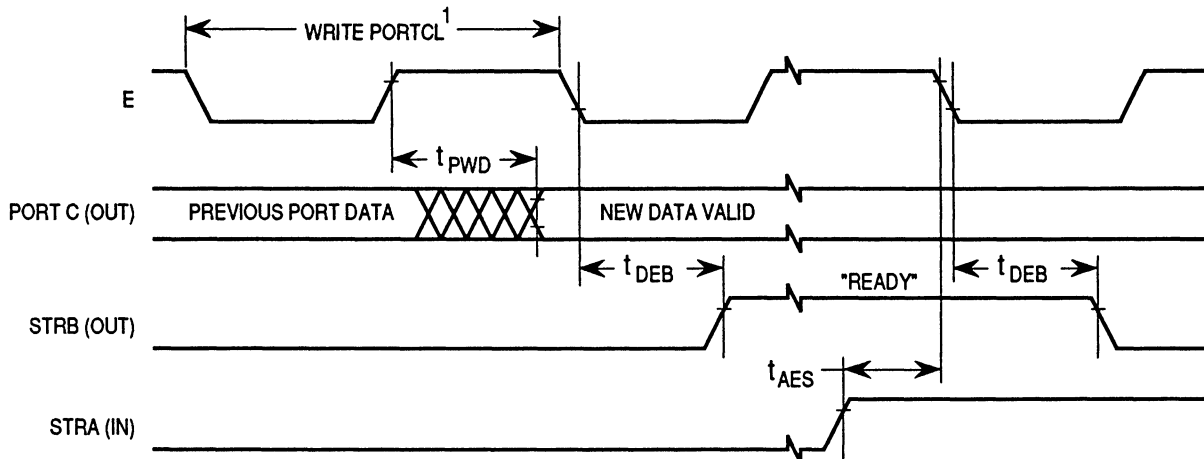 WRITE PORTCL1
E
tPWD
PORT C (OUT)
PREVIOUS PORT DATA
NEW DATA VALID
tDEB
"READY"
tDEB
STRB (OUT)
tAES
STRA (IN)